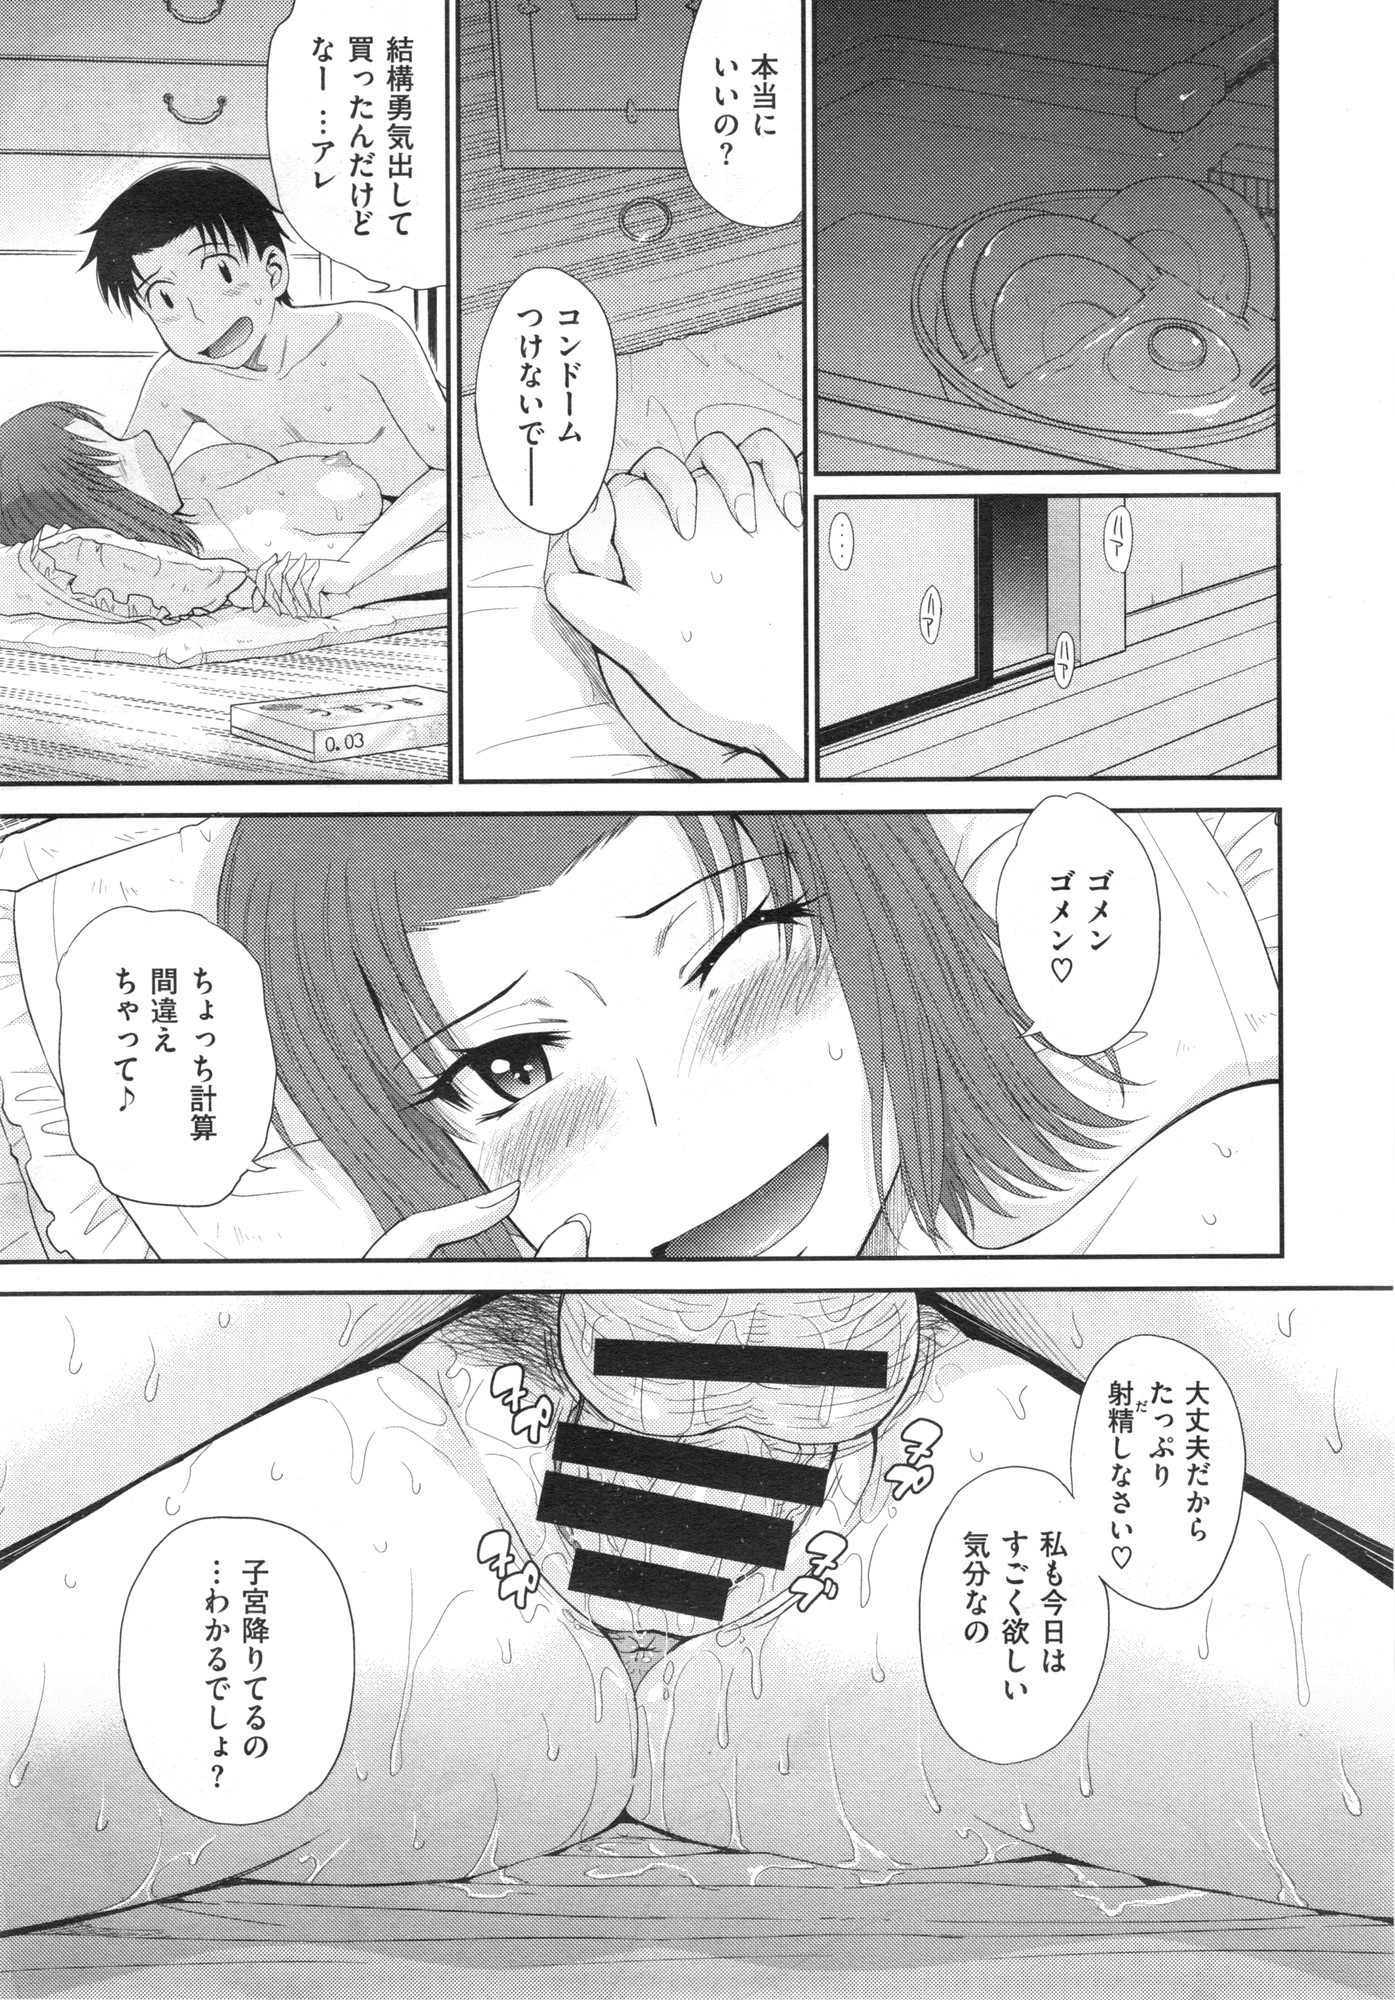 本当に
いいの？
ハァ
ハァ
ハァ
‥‥
コンドーム
つけないで――
結構勇気出して
買ったんだけど
なー…アレ
0.03
ゴメン
ゴメン♡
ちょっち計算
間違え
ちゃって♪
大丈夫だから
たっぷり
射精しなさい♡
だ
私も今日は
すごく欲しい
気分なの
子宮降りてるの
…わかるでしょ？